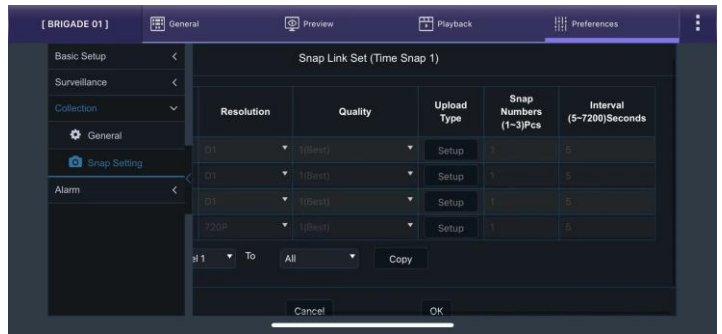 [ BRIGADE 01 ] General Preview Playback Preferences
Basic Setup
Surveillance
Collection
General
Snap Setting
Alarm
Snap Link Set (Time Snap 1)
Resolution Quality Upload Type Snap Numbers (1~3)Pcs Interval (5~7200)Seconds
D1 1(Best) Setup 1 5
D1 1(Best) Setup 1 5
D1 1(Best) Setup 1 5
720P 1(Best) Setup 1 5
el 1 To All Copy
Cancel OK